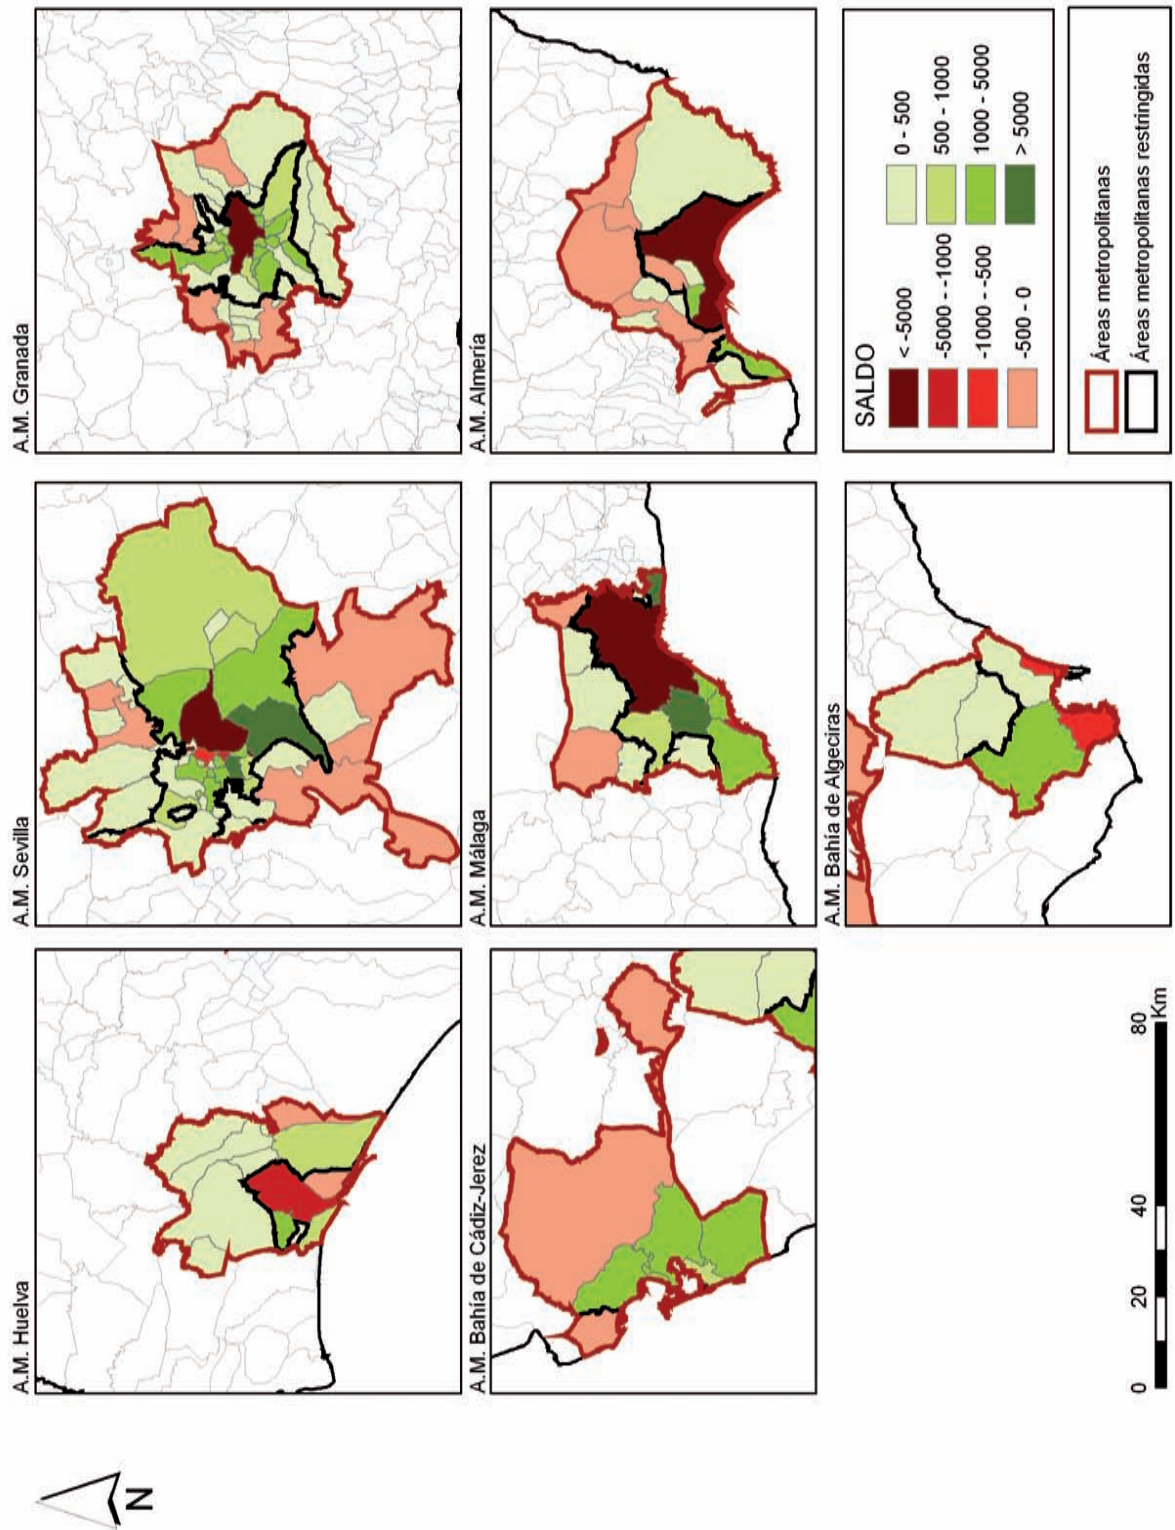 A.M. Huelva
A.M. Sevilla
A.M. Granada
A.M. Bahía de Cádiz-Jerez
A.M. Málaga
A.M. Almería
A.M. Bahía de Algeciras
SALDO
< -5000
-5000 - -1000
-1000 - -500
-500 - 0
0 - 500
500 - 1000
1000 - 5000
> 5000
Áreas metropolitanas
Áreas metropolitanas restringidas
N
0 20 40 80
Km